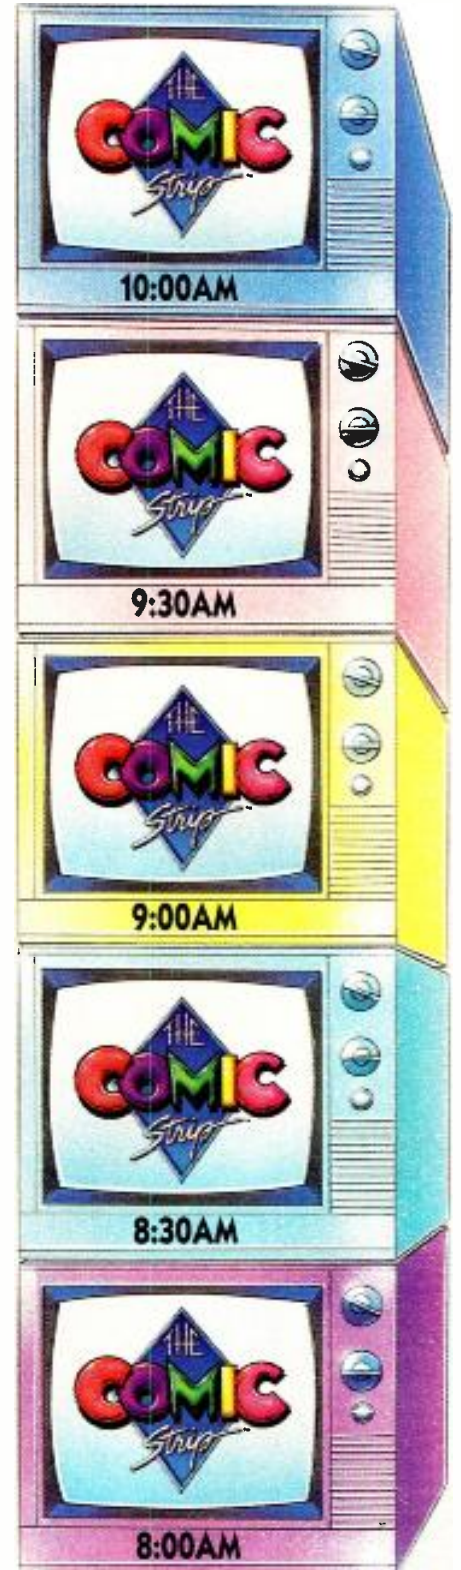 THE
COMIC
Strip
10:00AM
THE
COMIC
Strip
9:30AM
THE
COMIC
Strip
9:00AM
THE
COMIC
Strip
8:30AM
THE
COMIC
Strip
8:00AM